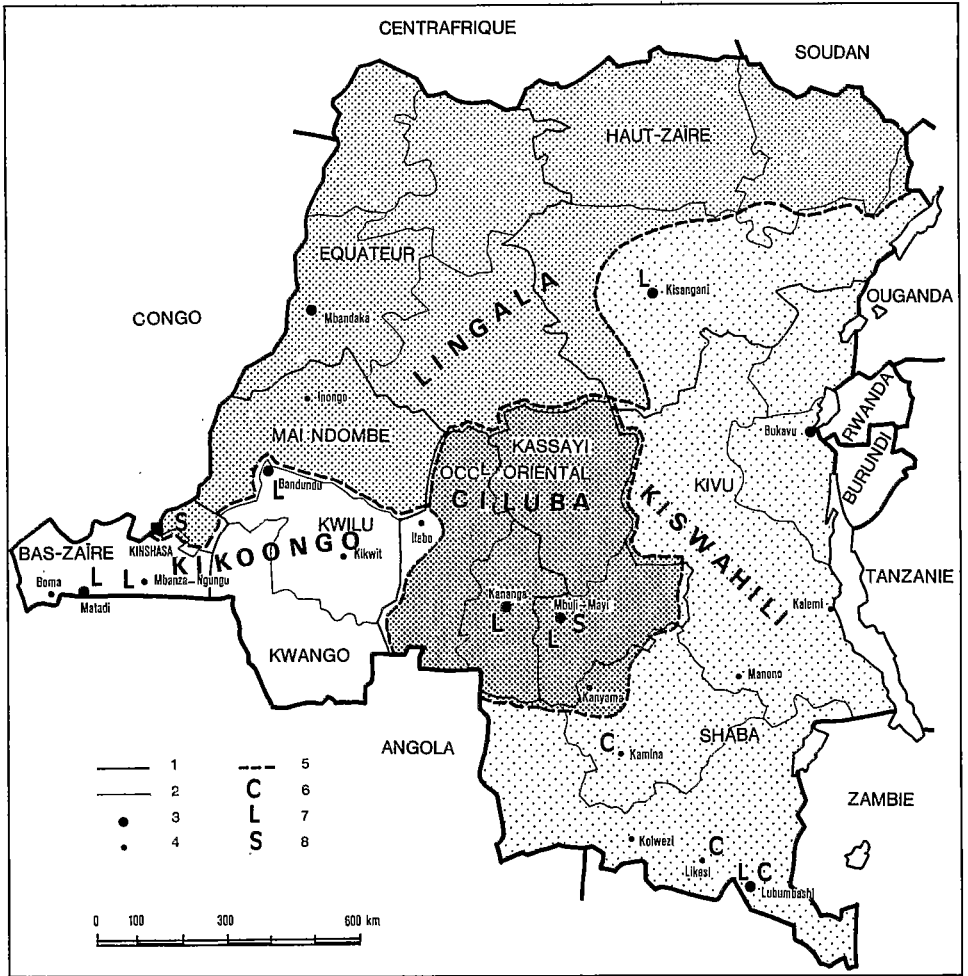 CENTRAFRIQUE
SOUDAN
HAUT-ZAÏRE
EQUATEUR
CONGO
Mbandaka
LINGALA
L
Kisangani
OUGANDA
Inongo
MAI NDOMBE
KASSAYI
OCC. ORIENTAL
CILUBA
Bukavu
RWANDA
BURUNDI
KIVU
KISWAHILI
L
Bandundu
S
KINSHASA
BAS-ZAÏRE
KIKOONGO
KWILU
Ilebo
Kikwit
Boma
L
Matadi
L
Mbanza-Ngungu
TANZANIE
Kananga
L
Mbuji-Mayi
L
S
Kalemi
KWANGO
Kanyama
Manono
ANGOLA
SHABA
C
Kamina
ZAMBIE
Kolwezi
C
Likasi
L C
Lubumbashi
1
2
3
4
5
C 6
L 7
S 8
0 100 300 600 km